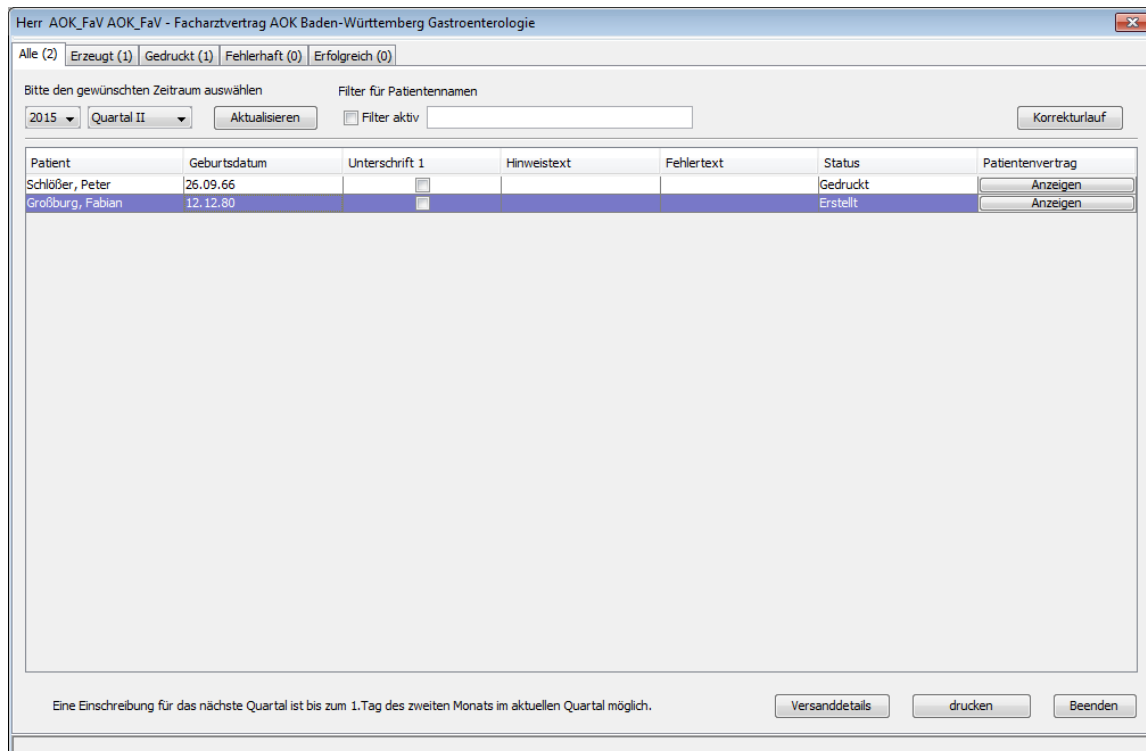 Herr AOK_FaV AOK_FaV - Facharztvertrag AOK Baden-Württemberg Gastroenterologie
Alle (2) Erzeugt (1) Gedruckt (1) Fehlerhaft (0) Erfolgreich (0)
Bitte den gewünschten Zeitraum auswählen Filter für Patientennamen
2015 Quartal II Aktualisieren Filter aktiv Korrekturlauf
Patient Geburtsdatum Unterschrift 1 Hinweistext Fehlertext Status Patientenvertrag
Schlößer, Peter 26.09.66 Gedruckt Anzeigen
Großburg, Fabian 12.12.80 Erstellt Anzeigen
Eine Einschreibung für das nächste Quartal ist bis zum 1.Tag des zweiten Monats im aktuellen Quartal möglich. Versanddetails drucken Beenden